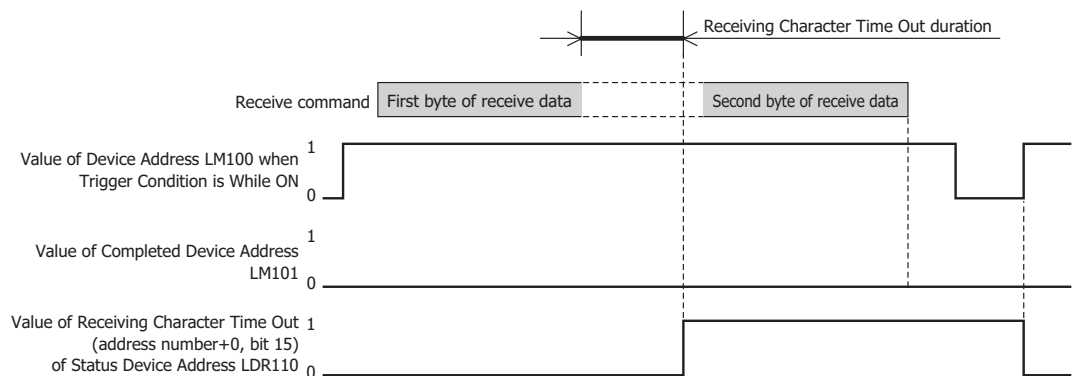 Receiving Character Time Out duration
Receive command
First byte of receive data
Second byte of receive data
Value of Device Address LM100 when
Trigger Condition is While ON
1
0
Value of Completed Device Address
LM101
1
0
Value of Receiving Character Time Out
(address number+0, bit 15)
of Status Device Address LDR110
1
0